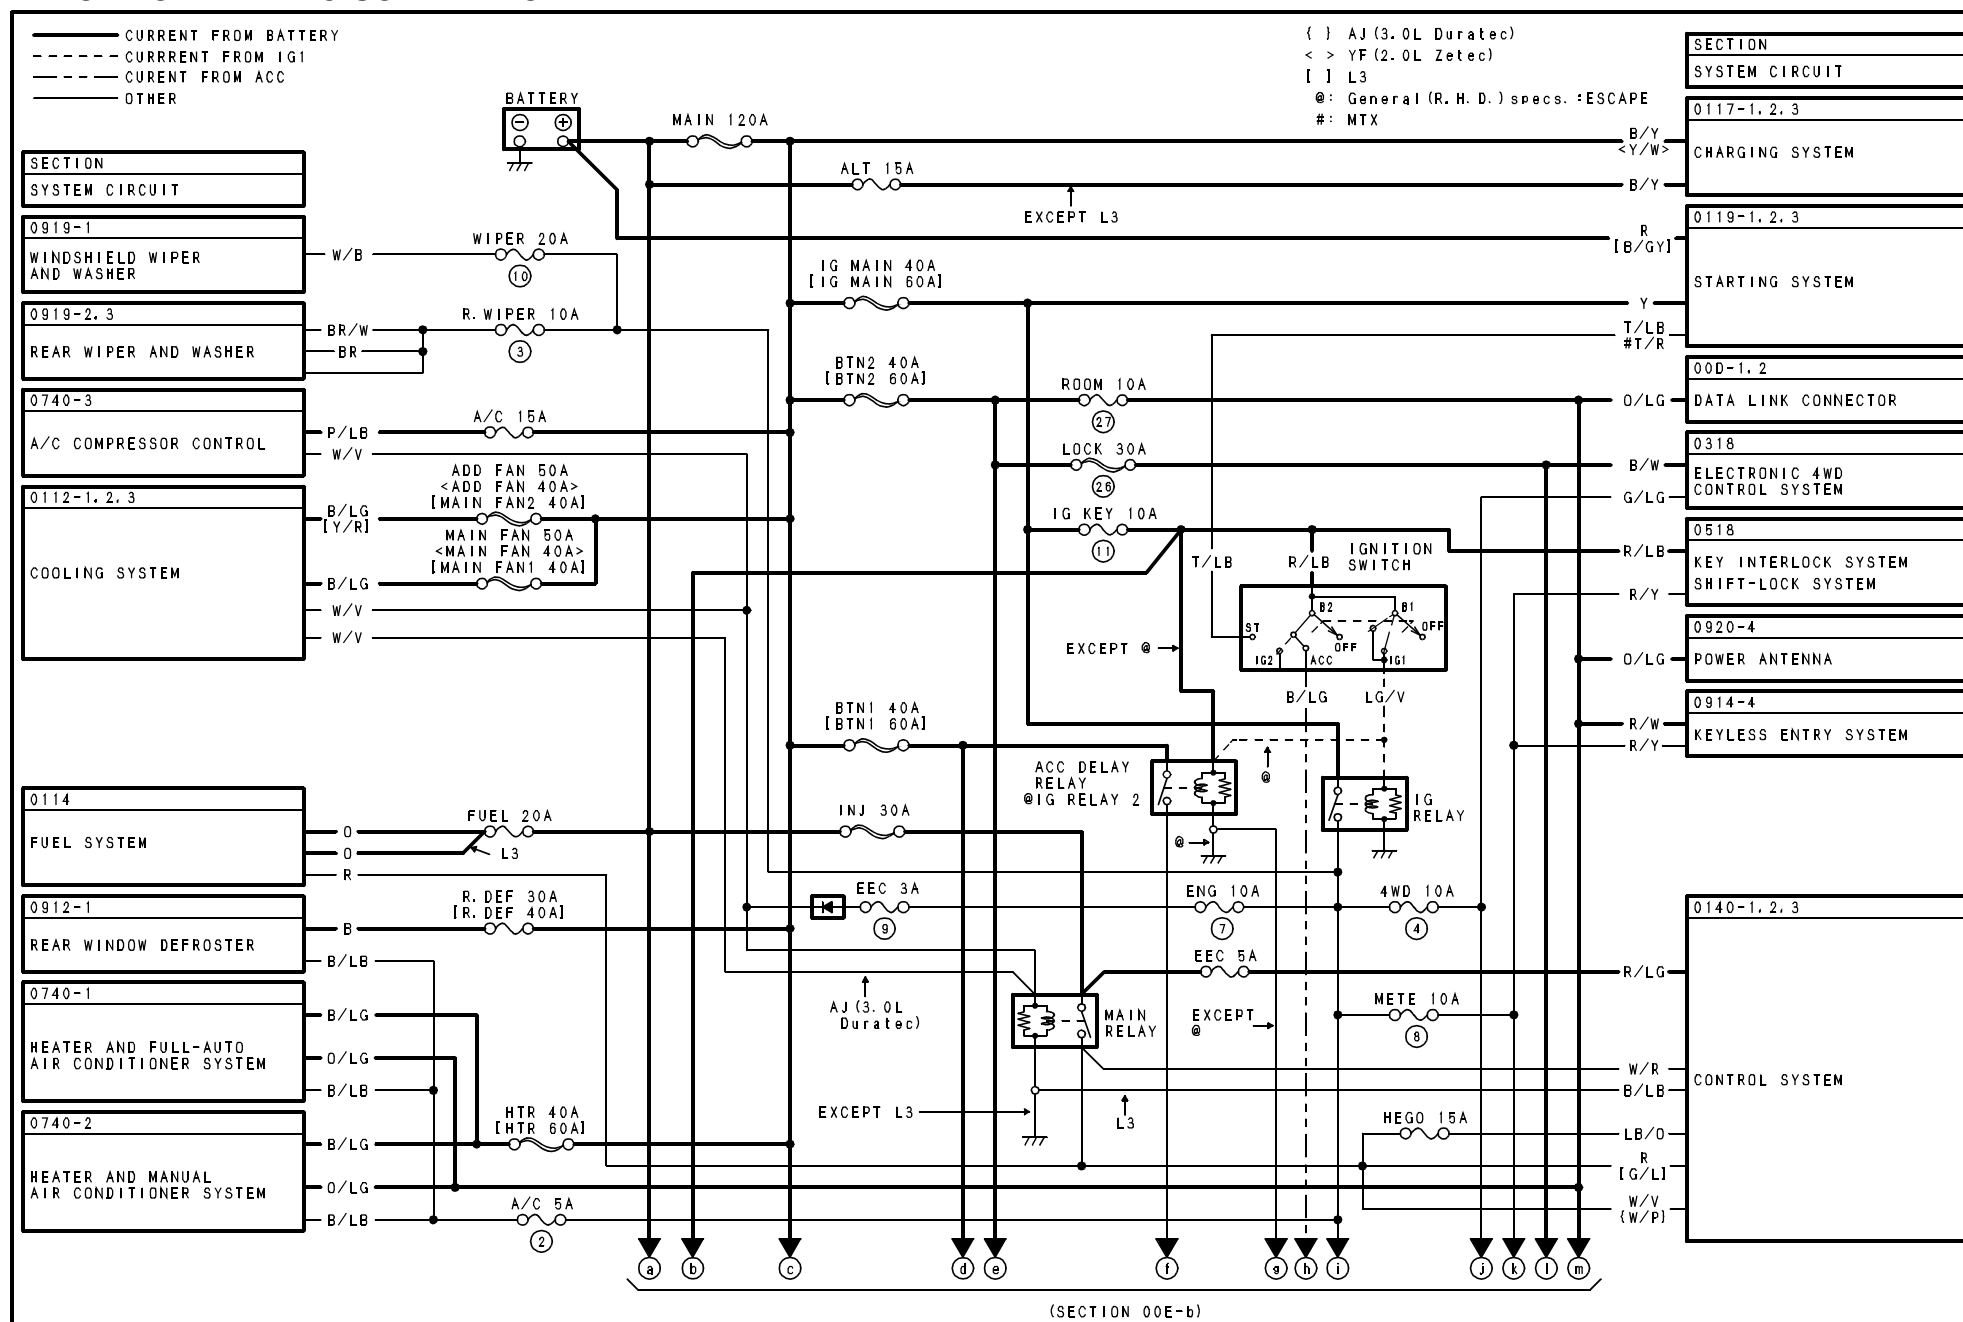 CURRENT FROM BATTERY
CURRRENT FROM IG1
CURENT FROM ACC
OTHER
{ } AJ(3.0L Duratec)
< > YF(2.0L Zetec)
[ ] L3
@: General(R.H.D.)specs.:ESCAPE
#: MTX
SECTION
SYSTEM CIRCUIT
0919-1
WINDSHIELD WIPER
AND WASHER
W/B
0919-2.3
REAR WIPER AND WASHER
BR/W
BR
0740-3
A/C COMPRESSOR CONTROL
P/LB
W/V
0112-1.2.3
COOLING SYSTEM
B/LG
[Y/R]
B/LG
W/V
W/V
0114
FUEL SYSTEM
O
O
R
0912-1
REAR WINDOW DEFROSTER
B
B/LB
0740-1
HEATER AND FULL-AUTO
AIR CONDITIONER SYSTEM
B/LG
O/LG
B/LB
0740-2
HEATER AND MANUAL
AIR CONDITIONER SYSTEM
B/LG
O/LG
B/LB
WIPER 20A
10
R.WIPER 10A
3
A/C 15A
ADD FAN 50A
<ADD FAN 40A>
[MAIN FAN2 40A]
MAIN FAN 50A
<MAIN FAN 40A>
[MAIN FAN1 40A]
FUEL 20A
L3
R.DEF 30A
[R.DEF 40A]
HTR 40A
[HTR 60A]
A/C 5A
2
BATTERY
− +
MAIN 120A
ALT 15A
EXCEPT L3
IG MAIN 40A
[IG MAIN 60A]
BTN2 40A
[BTN2 60A]
ROOM 10A
27
LOCK 30A
26
IG KEY 10A
11
T/LB
R/LB
IGNITION
SWITCH
B2
B1
ST
OFF
OFF
IG2
ACC
IG1
EXCEPT @
B/LG
LG/V
BTN1 40A
[BTN1 60A]
ACC DELAY
RELAY
@IG RELAY 2
@
@
IG
RELAY
INJ 30A
EEC 3A
9
ENG 10A
7
4WD 10A
4
EEC 5A
AJ(3.0L
Duratec)
MAIN
RELAY
EXCEPT
@
METE 10A
8
EXCEPT L3
L3
HEGO 15A
SECTION
SYSTEM CIRCUIT
0117-1.2.3
CHARGING SYSTEM
B/Y
<Y/W>
B/Y
0119-1.2.3
STARTING SYSTEM
R
[B/GY]
Y
T/LB
#T/R
00D-1.2
DATA LINK CONNECTOR
O/LG
0318
ELECTRONIC 4WD
CONTROL SYSTEM
B/W
G/LG
0518
KEY INTERLOCK SYSTEM
SHIFT-LOCK SYSTEM
R/LB
R/Y
0920-4
POWER ANTENNA
O/LG
0914-4
KEYLESS ENTRY SYSTEM
R/W
R/Y
0140-1.2.3
CONTROL SYSTEM
R/LG
W/R
B/LB
LB/O
R
[G/L]
W/V
{W/P}
a b c d e f g h i j k l m
(SECTION 00E-b)